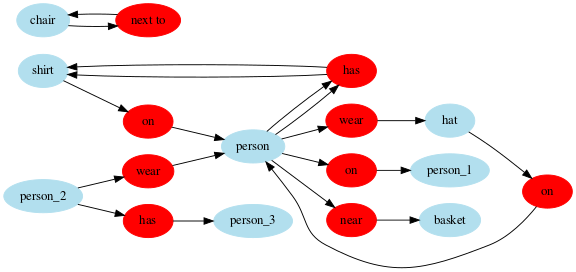 chair
next to
shirt
has
on
wear
hat
person
wear
on
person_1
person_2
on
has
person_3
near
basket